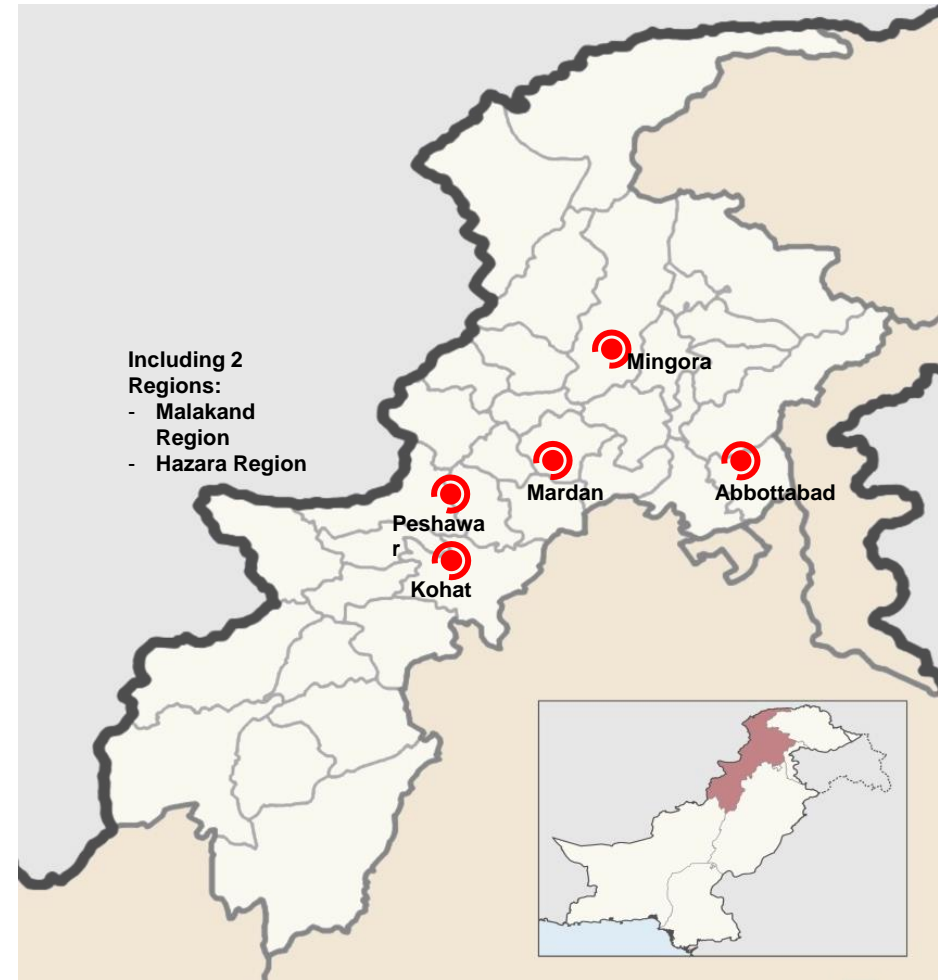 Including 2
Regions:
- Malakand
Region
- Hazara Region
Mingora
Mardan
Abbottabad
Peshawa
r
Kohat